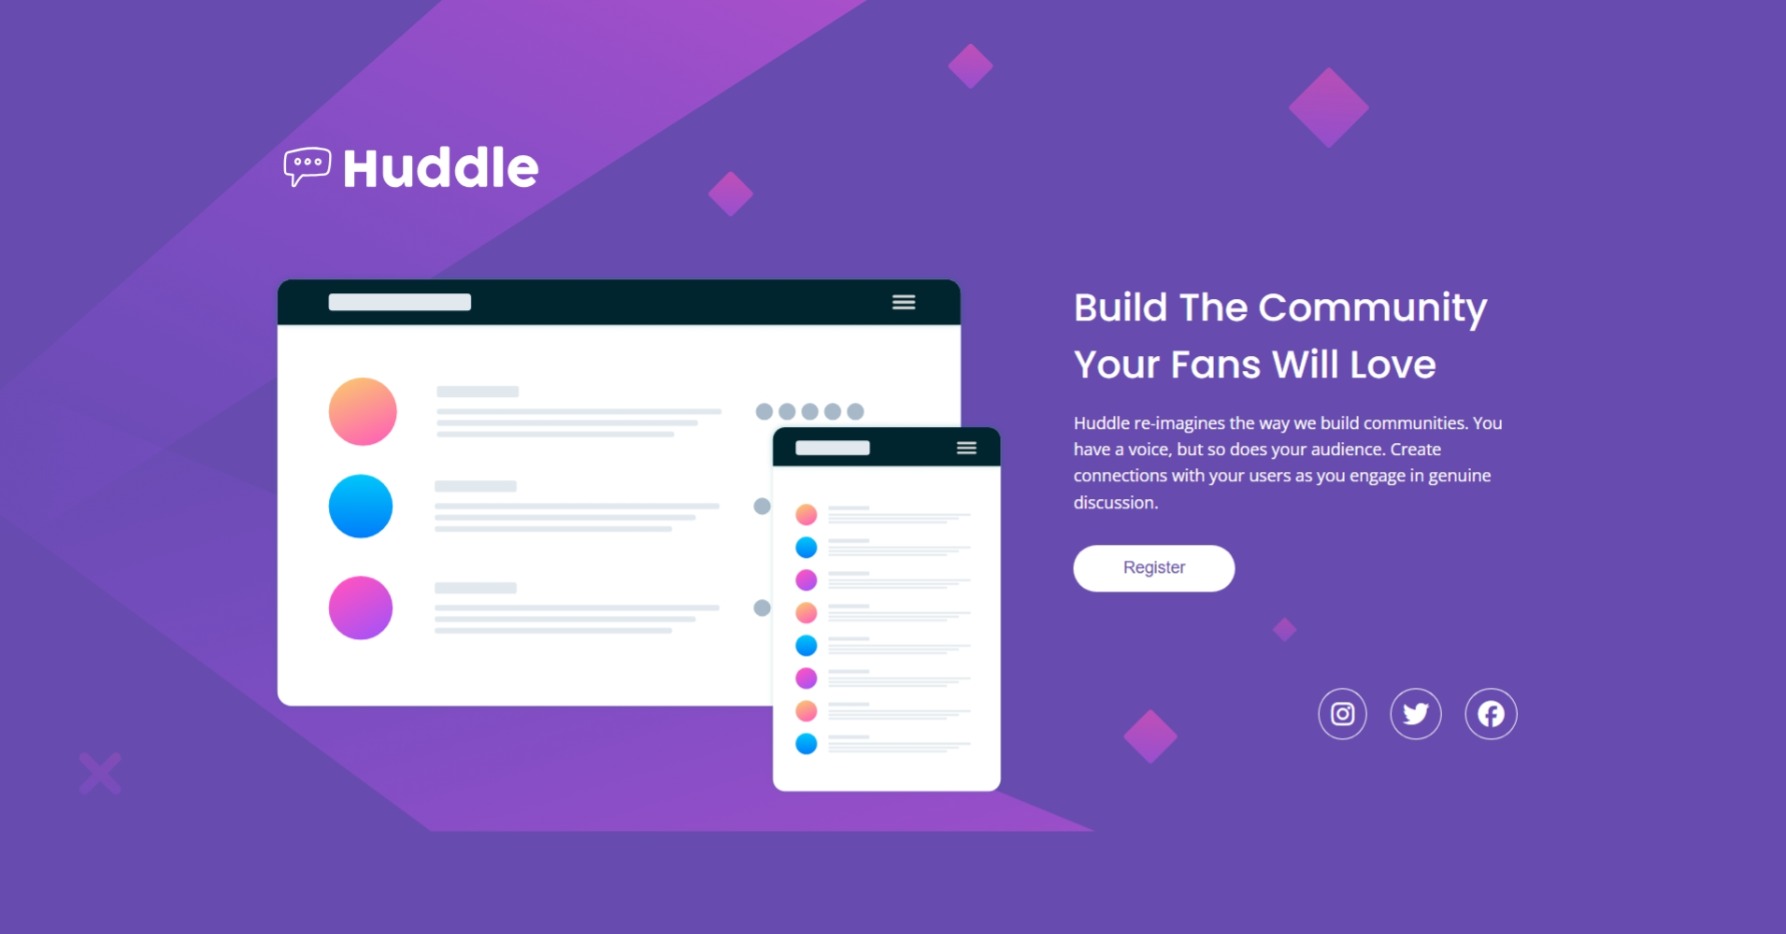 Huddle
Build The Community
Your Fans Will Love
Huddle re-imagines the way we build communities. You
have a voice, but so does your audience. Create
connections with your users as you engage in genuine
discussion.
Register